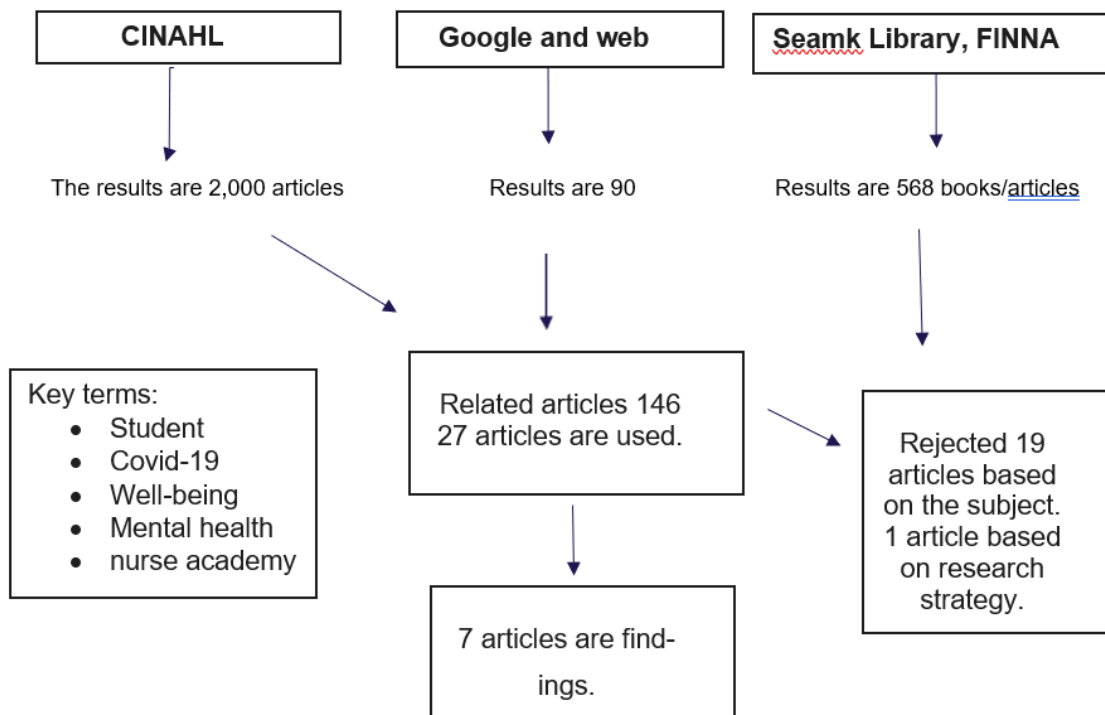 CINAHL
Google and web
Seamk Library, FINNA
The results are 2,000 articles
Results are 90
Results are 568 books/articles
Key terms:
• Student
• Covid-19
• Well-being
• Mental health
• nurse academy
Related articles 146
27 articles are used.
Rejected 19
articles based
on the subject.
1 article based
on research
strategy.
7 articles are find-
ings.